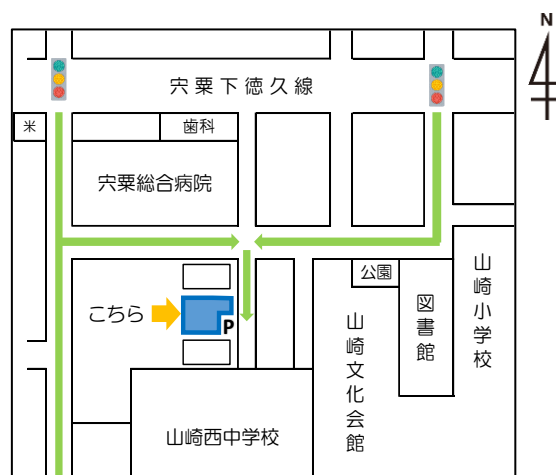 N
宍粟下徳久線
米
歯科
宍粟総合病院
公園
山崎小学校
図書館
こちら
P
山崎文化会館
山崎西中学校